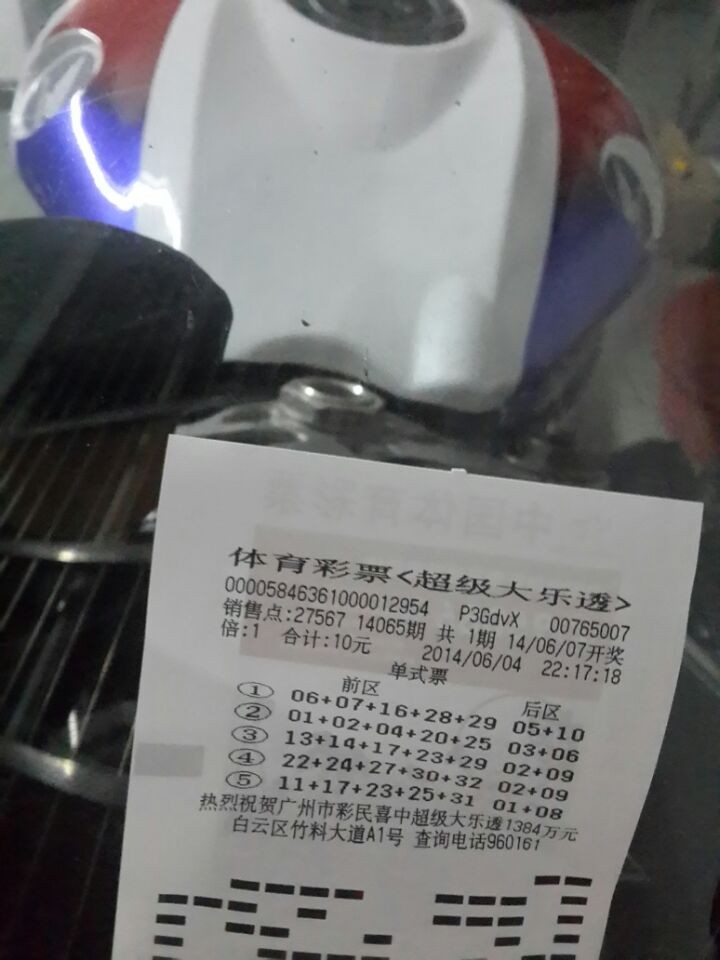 体育彩票<超级大乐透>
00005846361000012954 P3GdvX 00765007
销售点:27567 14065期 共 1期 14/06/07开奖
倍:1 合计:10元 2014/06/04 22:17:18
单式票
前区 后区
① 06+07+16+28+29 05+10
② 01+02+04+20+25 03+06
③ 13+14+17+23+29 02+09
④ 22+24+27+30+32 02+09
⑤ 11+17+23+25+31 01+08
热烈祝贺广州市彩民喜中超级大乐透1384万元
白云区竹料大道A1号 查询电话960161